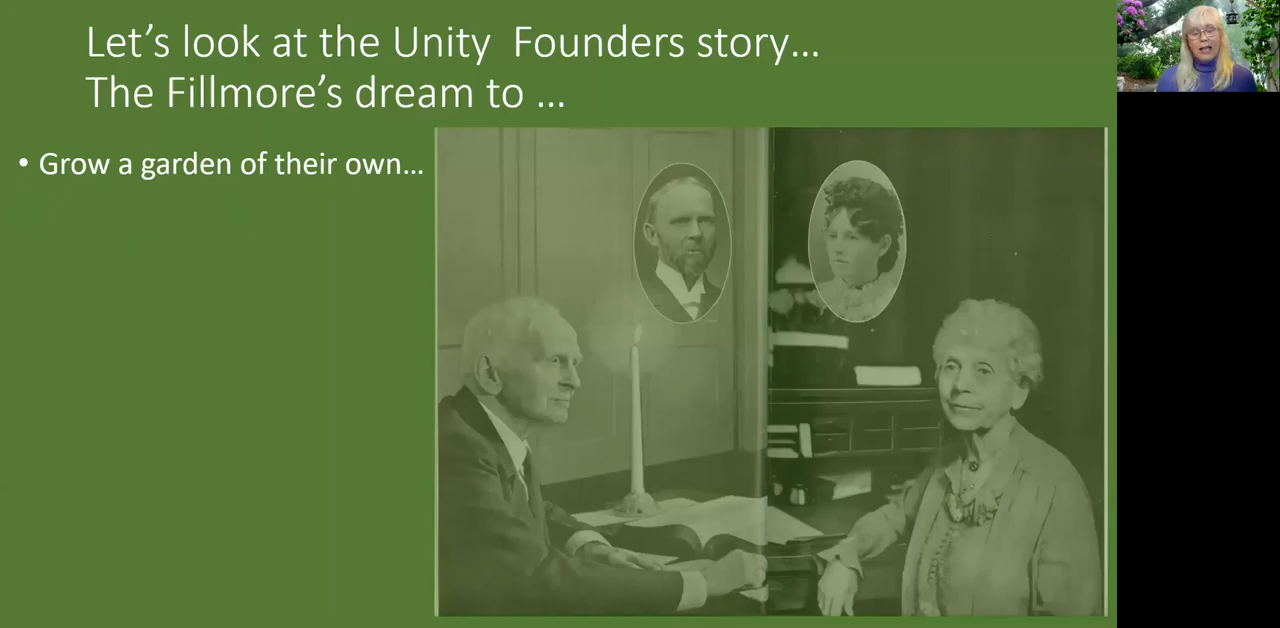 Let’s look at the Unity  Founders story…
The Fillmore’s dream to …
• Grow a garden of their own…